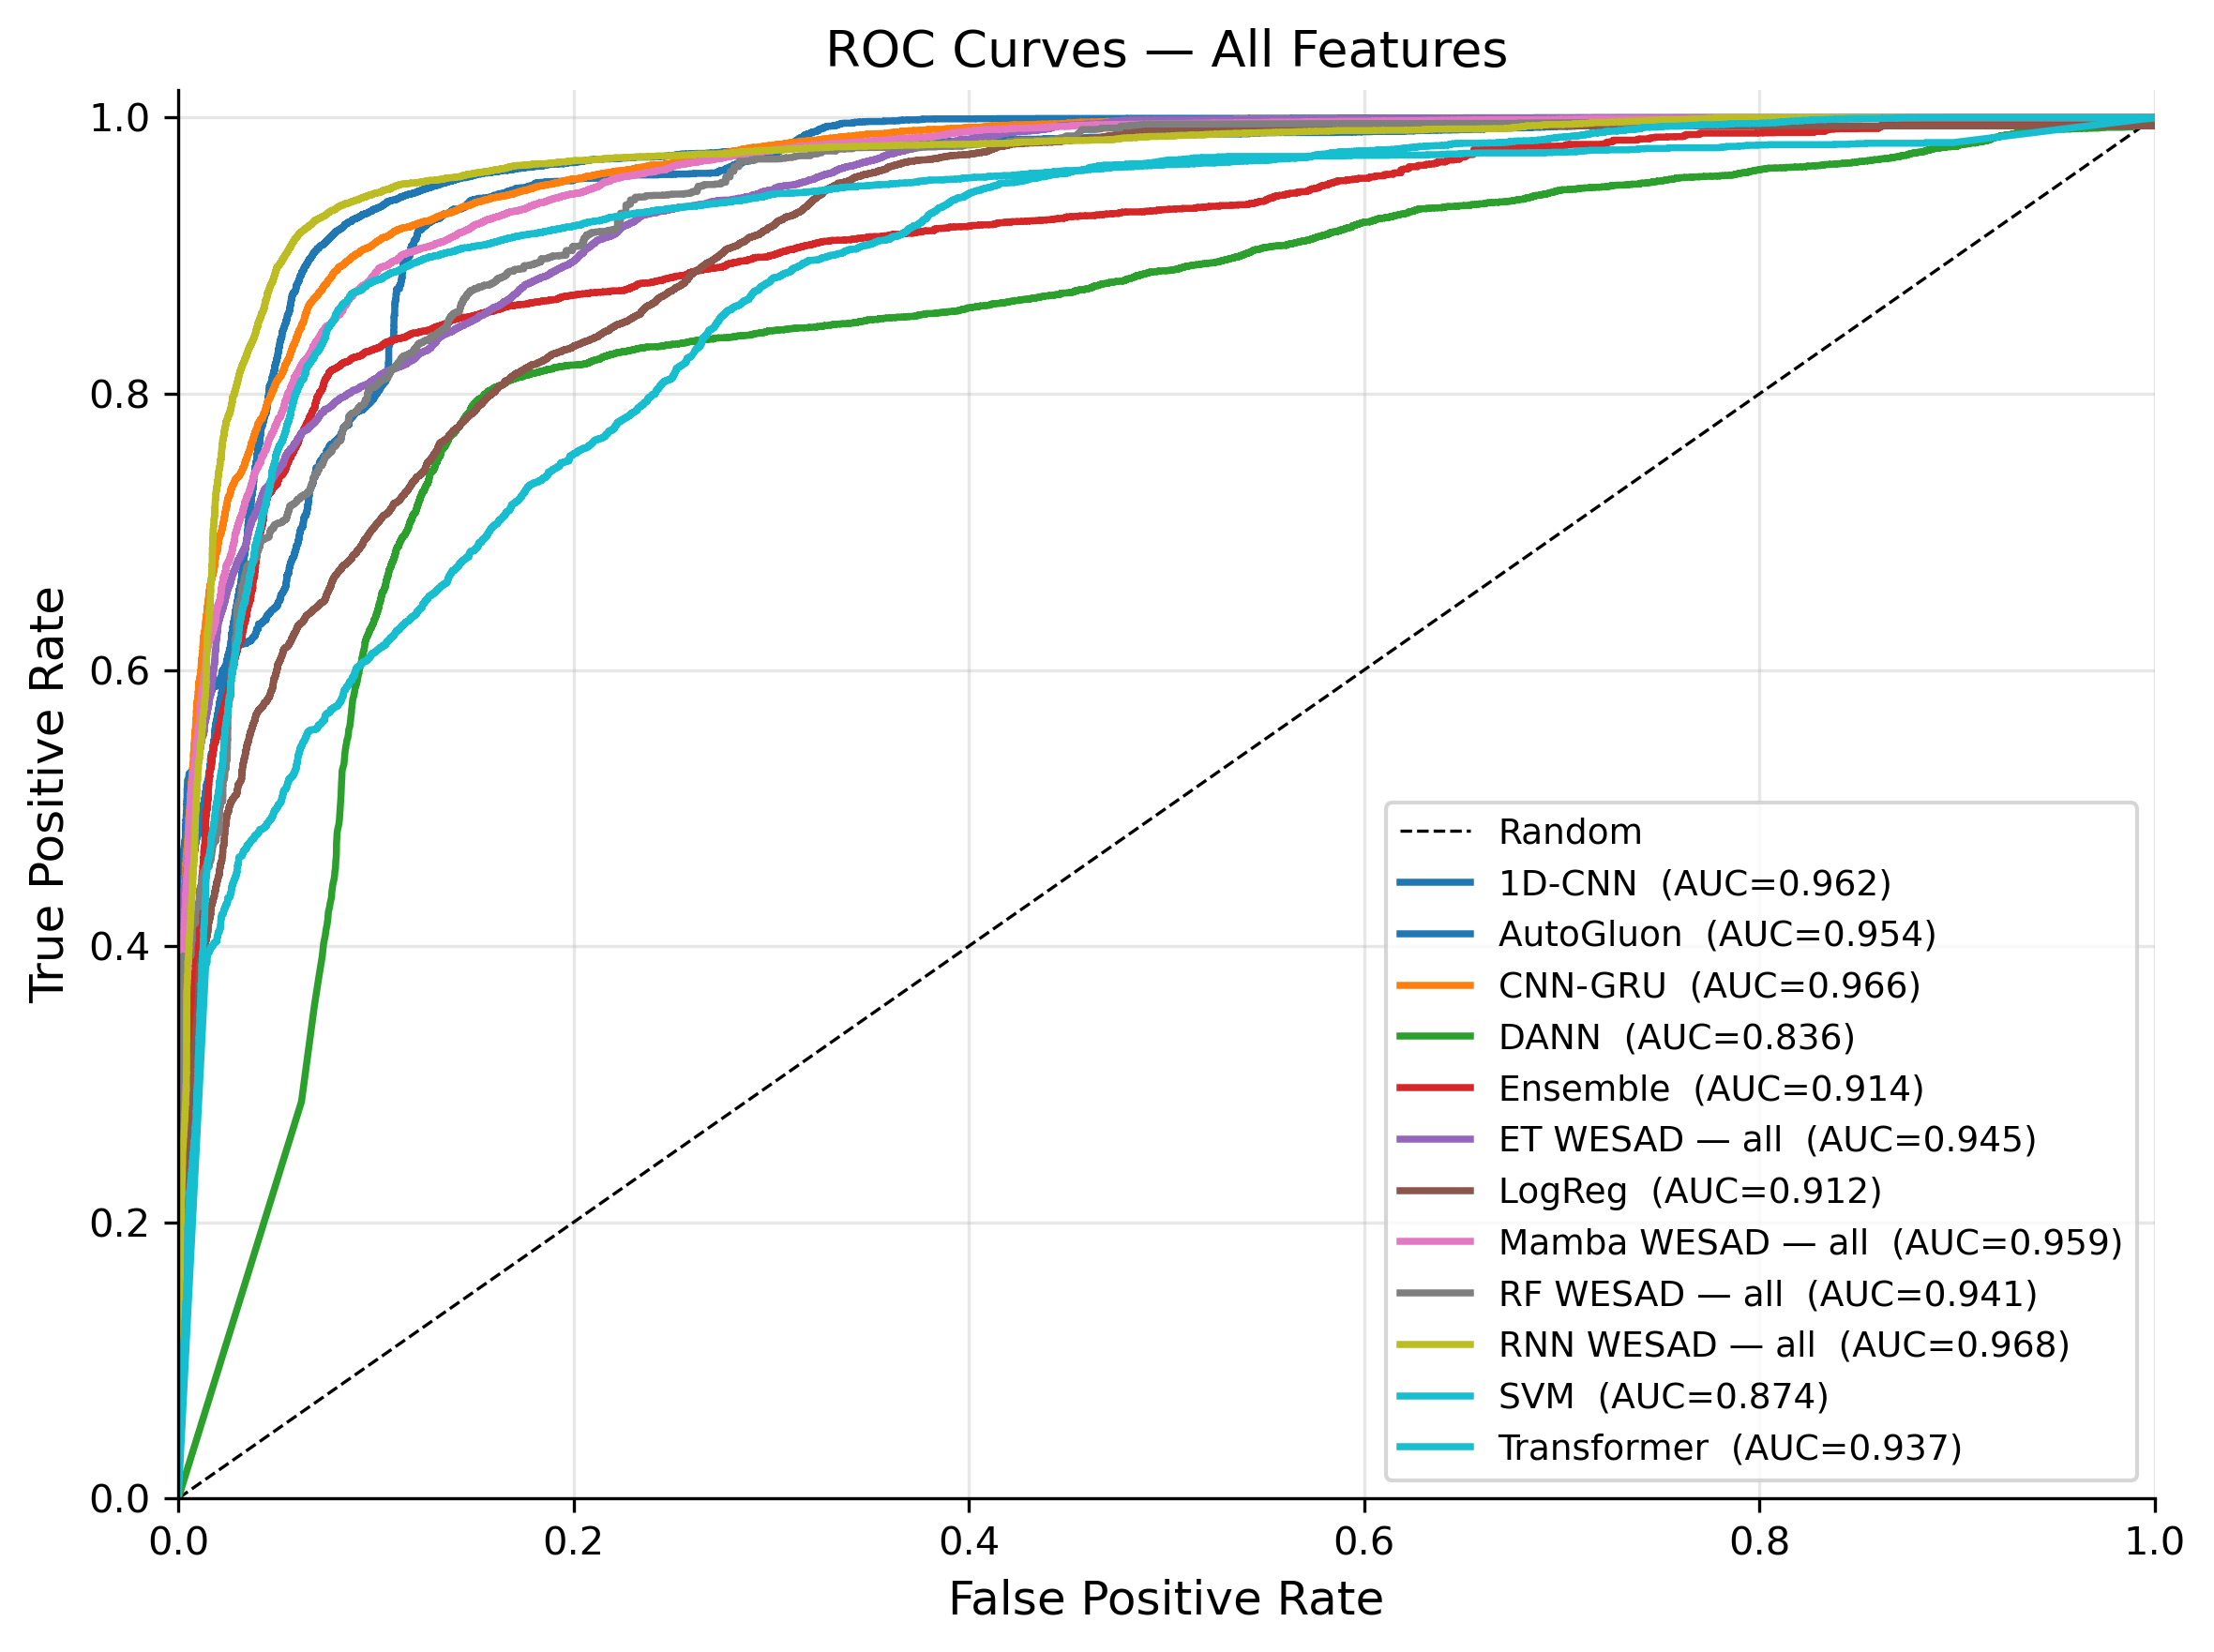 ROC Curves — All Features
True Positive Rate
1.0
0.8
0.6
0.4
0.2
0.0
0.0 0.2 0.4 0.6 0.8 1.0
False Positive Rate
Random
1D-CNN (AUC=0.962)
AutoGluon (AUC=0.954)
CNN-GRU (AUC=0.966)
DANN (AUC=0.836)
Ensemble (AUC=0.914)
ET WESAD — all (AUC=0.945)
LogReg (AUC=0.912)
Mamba WESAD — all (AUC=0.959)
RF WESAD — all (AUC=0.941)
RNN WESAD — all (AUC=0.968)
SVM (AUC=0.874)
Transformer (AUC=0.937)